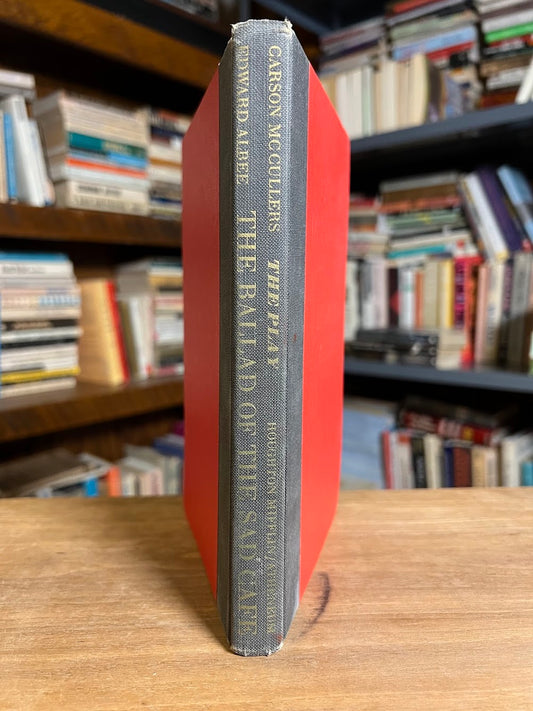 CARSON MCCULLERS THE PLAY HOUGHTON MIFFLIN / ATHENEUM
EDWARD ALBEE THE BALLAD OF THE SAD CAFE